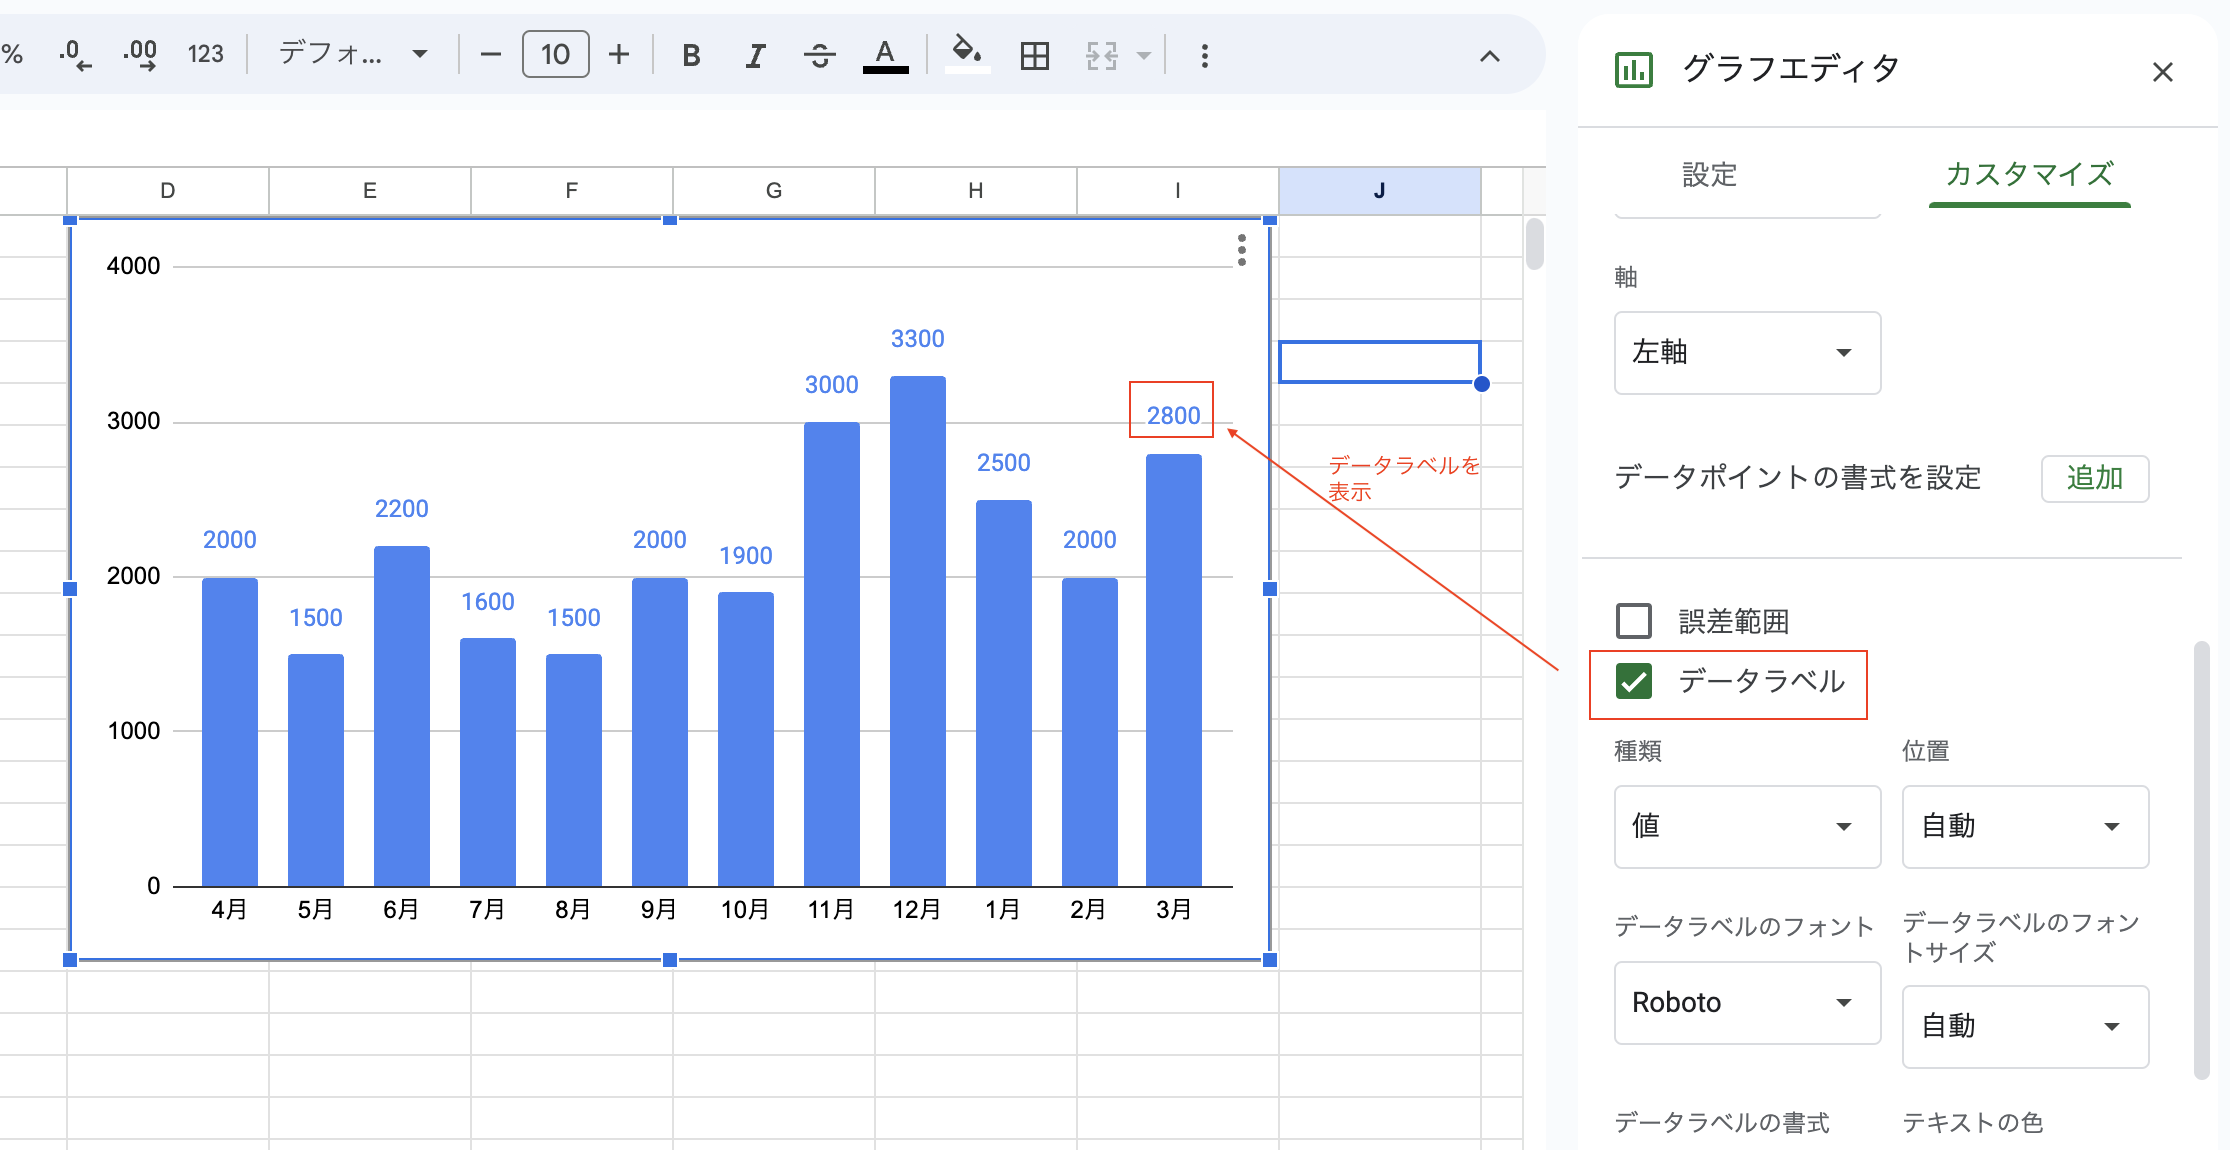 % .0 .00 123 デフォ... 10 B I S A
グラフエディタ
設定 カスタマイズ
D E F G H I J
4000
3000
2000
1000
0
2000
1500
2200
1600
1500
2000
1900
3000
3300
2500
2000
2800
4月 5月 6月 7月 8月 9月 10月 11月 12月 1月 2月 3月
データラベルを
表示
軸
左軸
データポイントの書式を設定 追加
誤差範囲
データラベル
種類 位置
値 自動
データラベルのフォント
Roboto
データラベルのフォン
トサイズ
自動
データラベルの書式 テキストの色